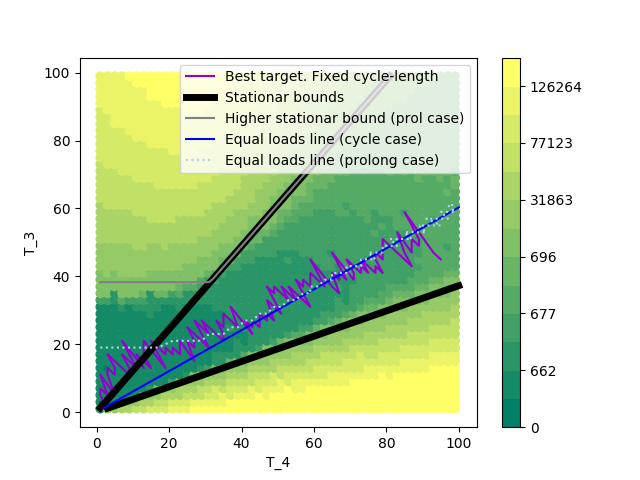 Best target. Fixed cycle-length
Stationar bounds
Higher stationar bound (prol case)
Equal loads line (cycle case)
Equal loads line (prolong case)
T_3
100
80
60
40
20
0
0
20
40
60
80
100
T_4
126264
77123
31863
696
677
662
0